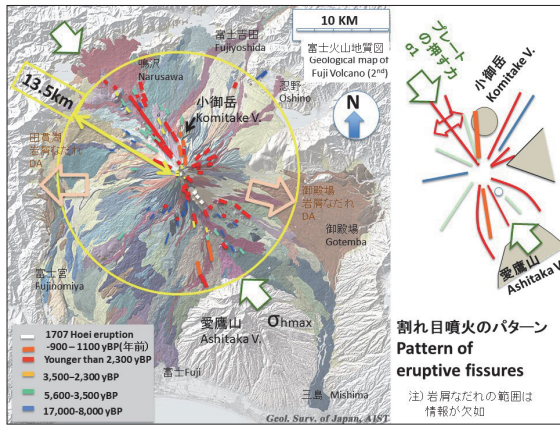 10 KM
富士吉田
Fujiyoshida
富士火山地質図
Geological map of
Fuji Volcano (2nd)
鳴沢
Narusawa
忍野
Oshino
13.5km
小御岳
Komitake V.
N
田貫湖
岩屑なだれ
DA
御殿場
岩屑なだれ
DA
御殿場
Gotemba
富士宮
Fujinomiya
愛鷹山
Ashitaka V.
σhmax
富士Fuji
三島 Mishima
1707 Hoei eruption
-900 – 1100 yBP(年前)
Younger than 2,300 yBP
3,500–2,300 yBP
5,600-3,500 yBP
17,000-8,000 yBP
Geol. Surv. of Japan, AIST
プレート
の押す力
σ1
小御岳
Komitake V.
愛鷹山
Ashitaka V.
割れ目噴火のパターン
Pattern of
eruptive fissures
注）岩屑なだれの範囲は
情報が欠如